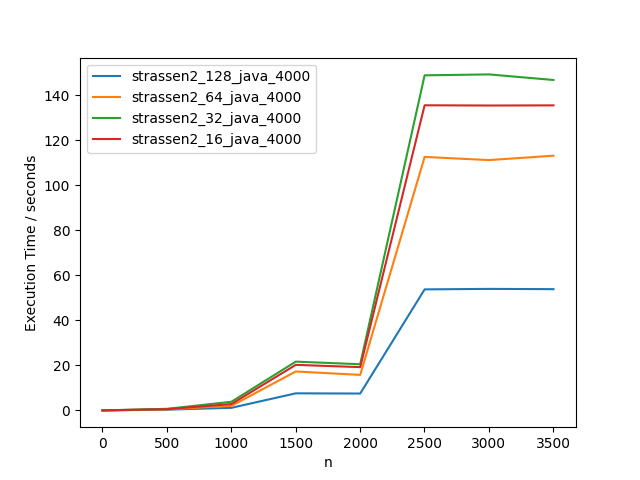 strassen2_128_java_4000
strassen2_64_java_4000
strassen2_32_java_4000
strassen2_16_java_4000
140
120
100
80
60
40
20
0
Execution Time / seconds
0 500 1000 1500 2000 2500 3000 3500
n